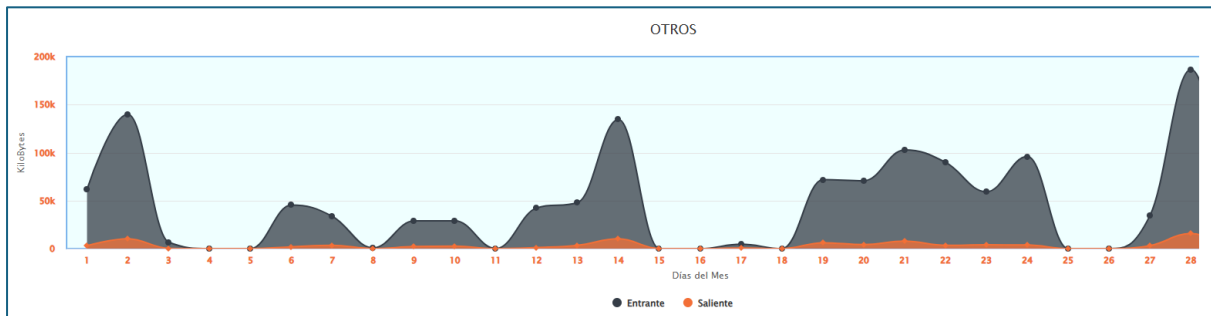 OTROS
200k
150k
100k
50k
0
KiloBytes
1 2 3 4 5 6 7 8 9 10 11 12 13 14 15 16 17 18 19 20 21 22 23 24 25 26 27 28
Días del Mes
Entrante Saliente